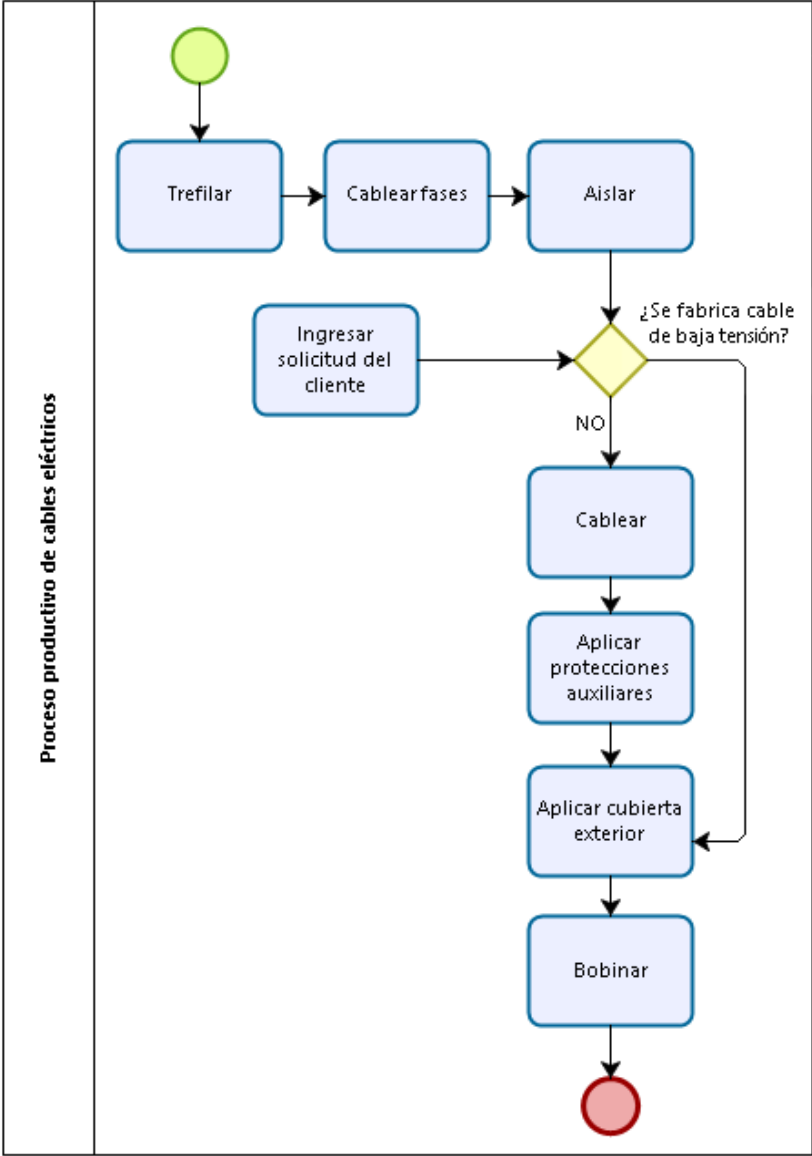 Proceso productivo de cables eléctricos
Trefilar
Cablear fases
Aislar
¿Se fabrica cable
de baja tensión?
Ingresar
solicitud del
cliente
NO
Cablear
Aplicar
protecciones
auxiliares
Aplicar cubierta
exterior
Bobinar